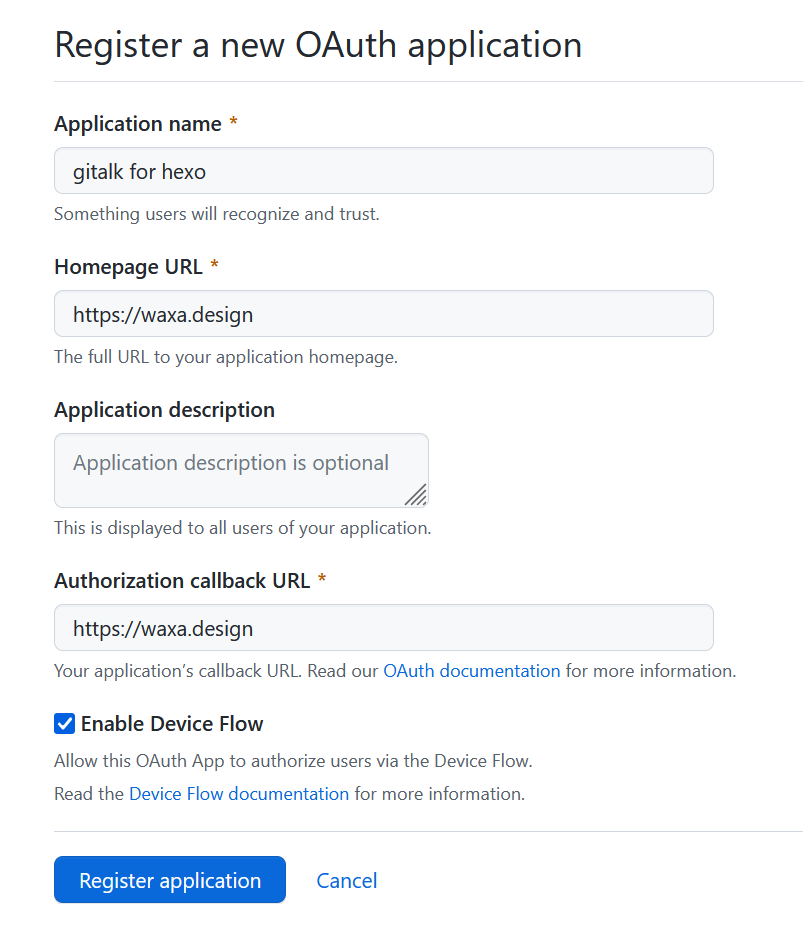 Register a new OAuth application
Application name *
gitalk for hexo
Something users will recognize and trust.
Homepage URL *
https://waxa.design
The full URL to your application homepage.
Application description
Application description is optional
This is displayed to all users of your application.
Authorization callback URL *
https://waxa.design
Your application’s callback URL. Read our OAuth documentation for more information.
Enable Device Flow
Allow this OAuth App to authorize users via the Device Flow.
Read the Device Flow documentation for more information.
Register application Cancel